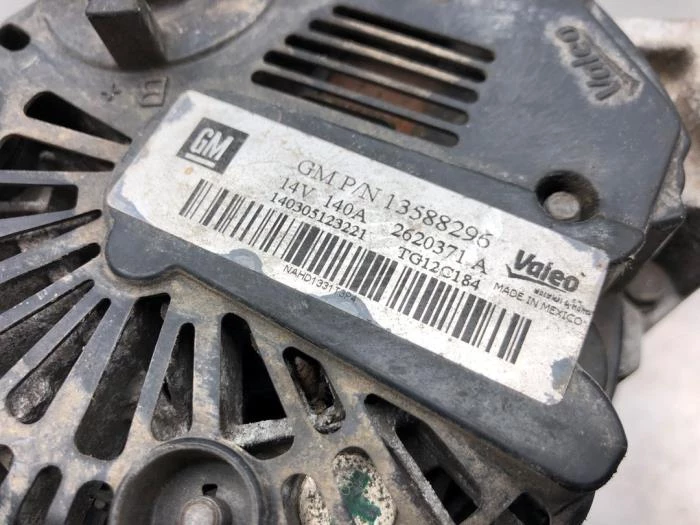 Valeo
GM
GM P/N 13588296
14V 140A 2620371 A
140305123221 TG12C184
Valeo
MADE IN MEXICO